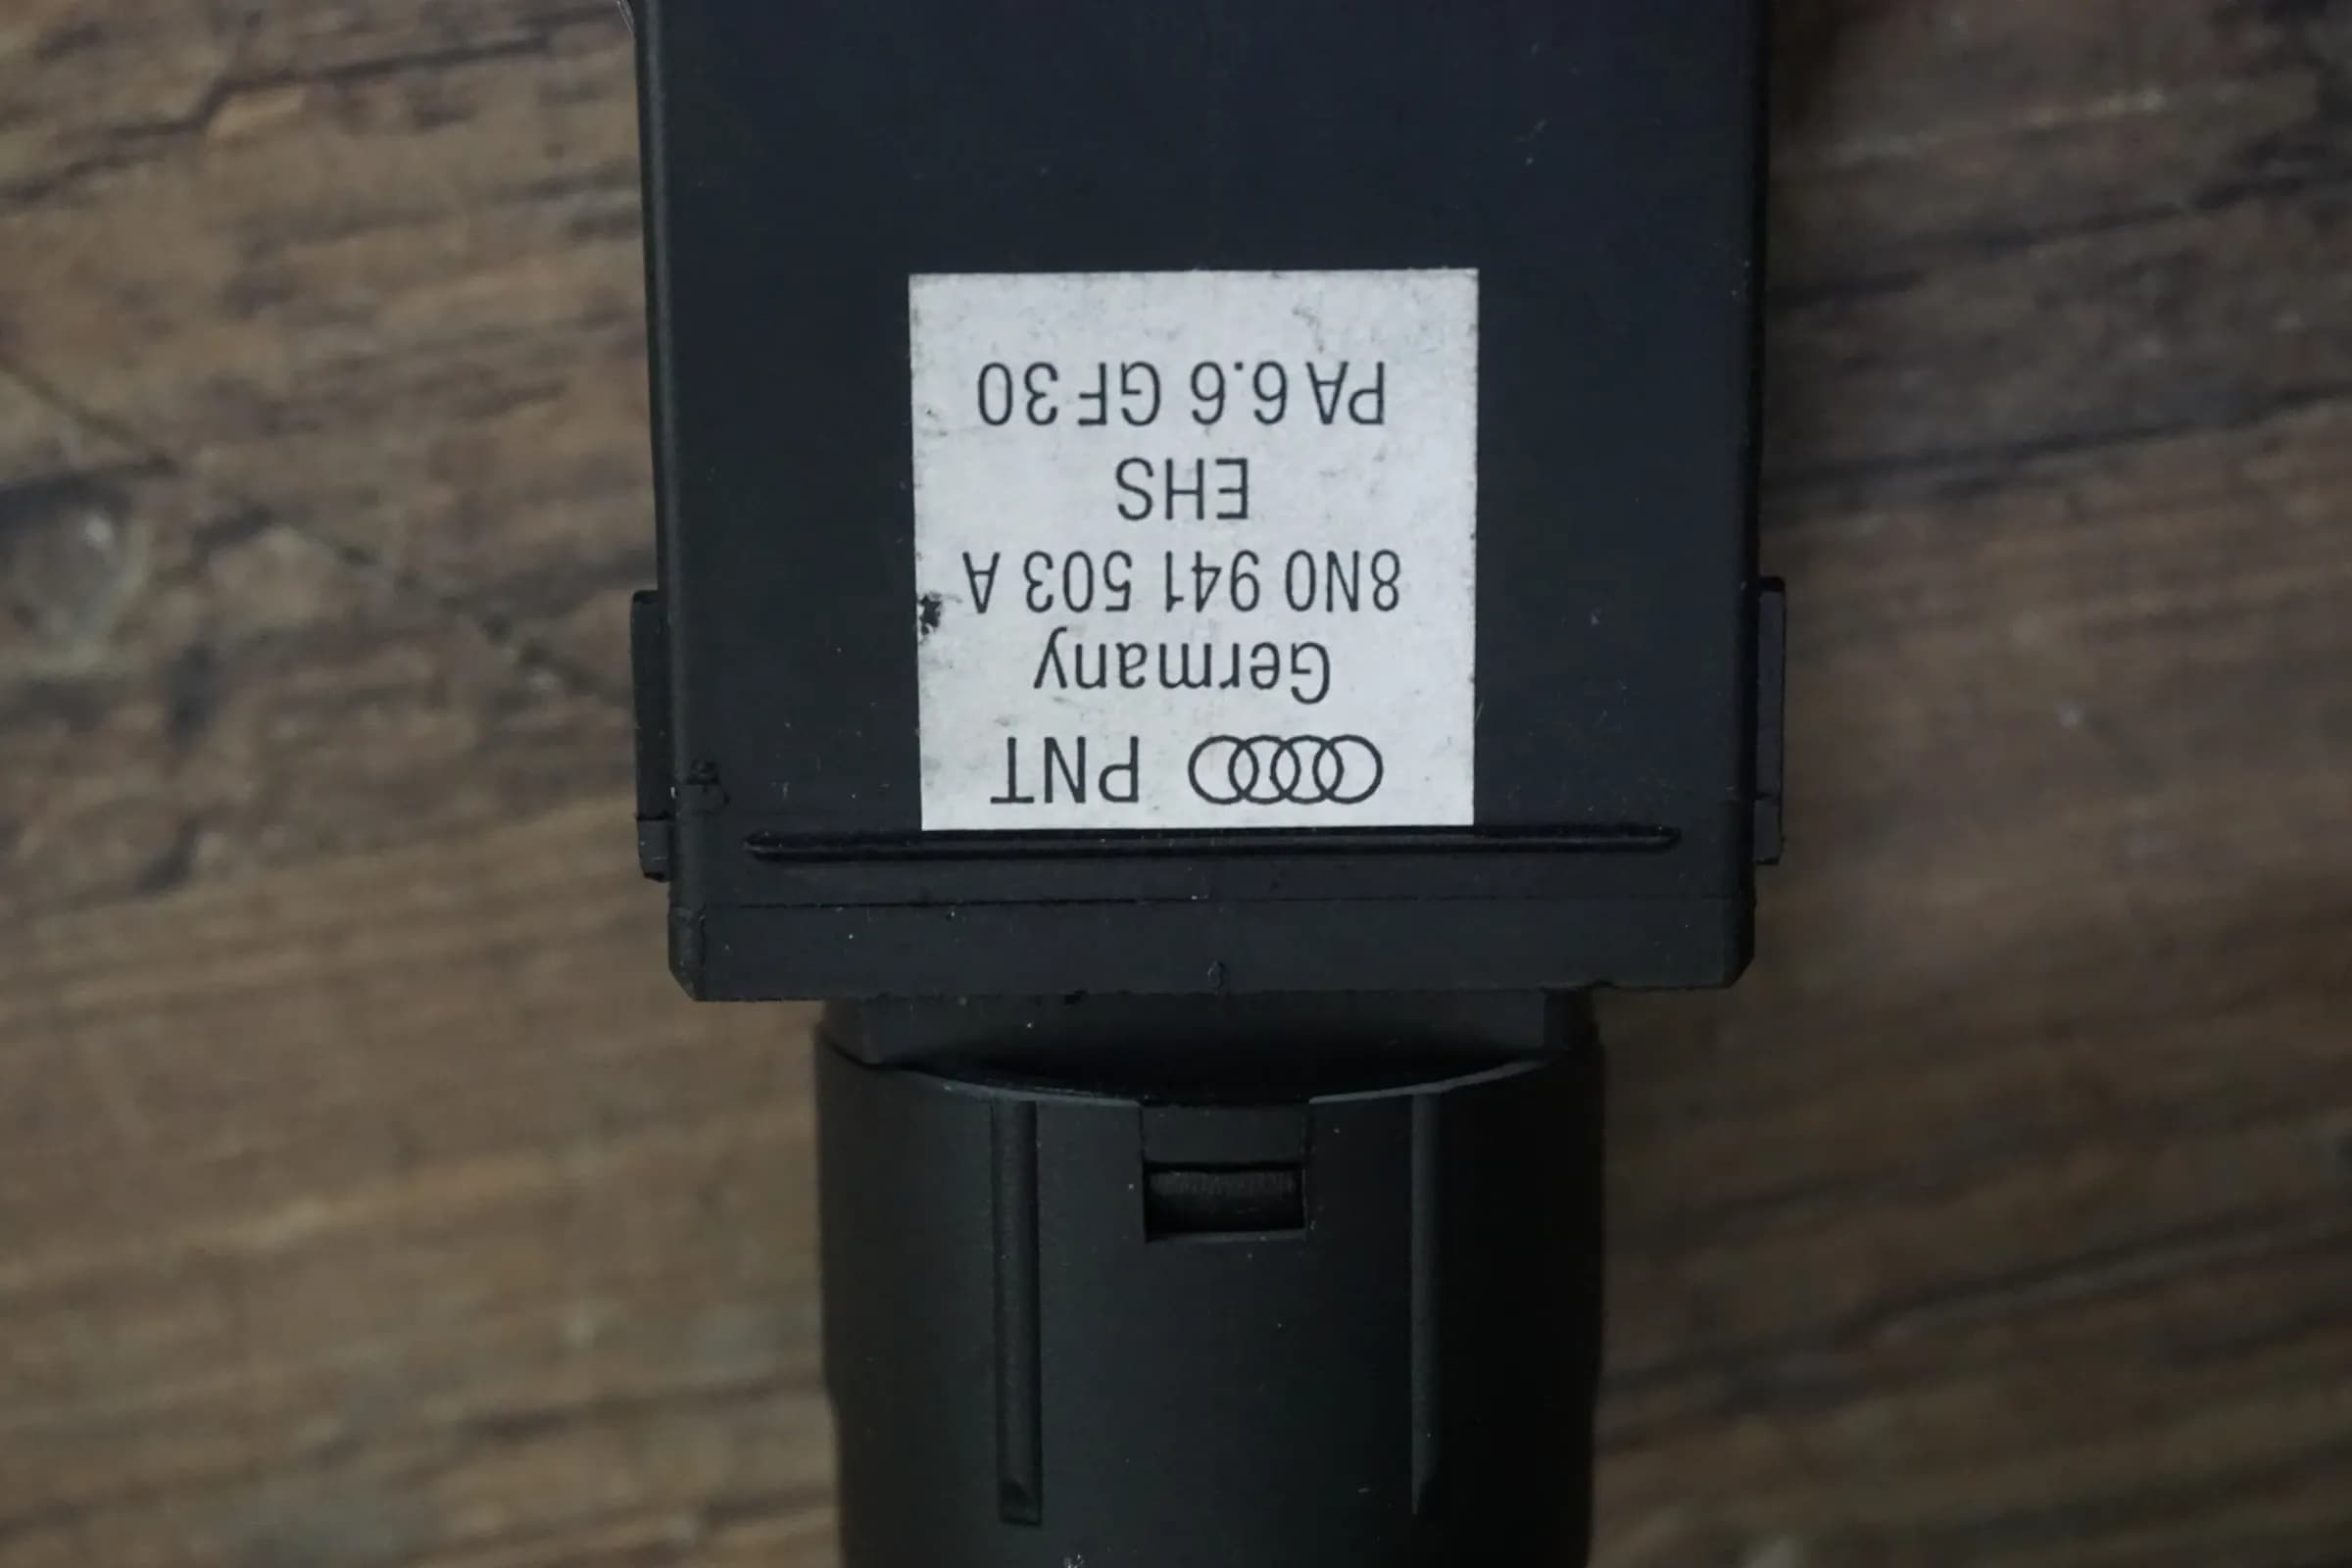 PNT
Germany
8N0 941 503 A
EHS
PA 6.6 GF 30